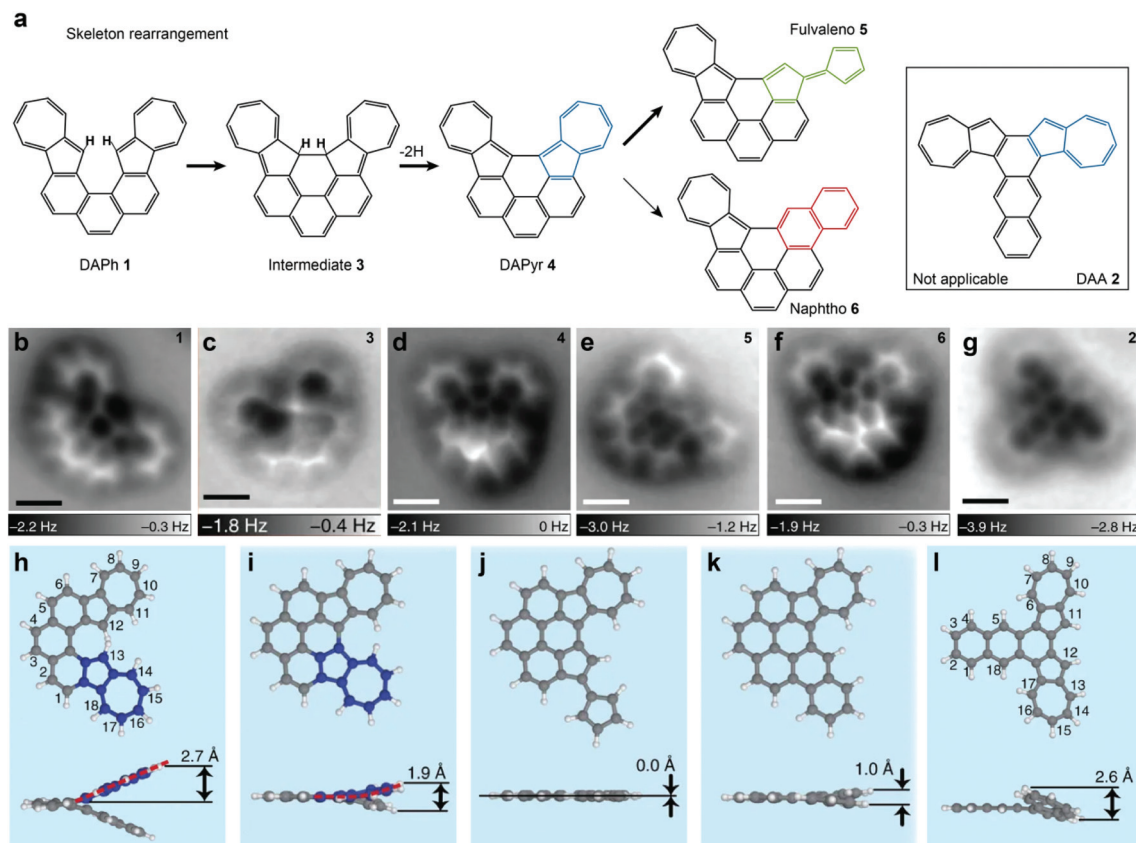 a
Skeleton rearrangement
Fulvaleno 5
H H
H H
-2H
DAPh 1
Intermediate 3
DAPyr 4
Naphtho 6
Not applicable
DAA 2
b 1
c 3
d 4
e 5
f 6
g 2
−2.2 Hz −0.3 Hz
−1.8 Hz −0.4 Hz
−2.1 Hz 0 Hz
−3.0 Hz −1.2 Hz
−1.9 Hz −0.3 Hz
−3.9 Hz −2.8 Hz
h
8
7 9
6 10
5 11
4 12
3 13
2 14
1 18 15
17 16
2.7 Å
i
1.9 Å
j
0.0 Å
k
1.0 Å
l
8
7 9
10
6
4 5 11
3
2 12
1 18
17 13
16 14
15
2.6 Å